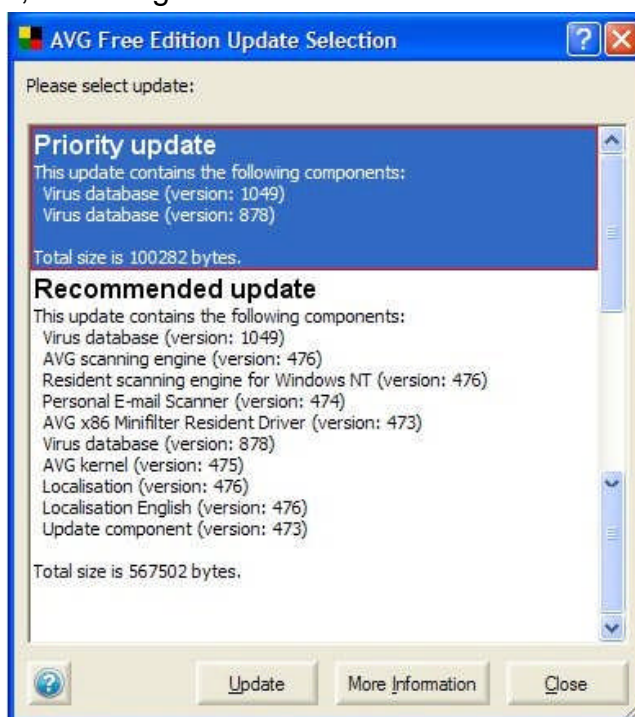 AVG Free Edition Update Selection
Please select update:
Priority update
This update contains the following components:
Virus database (version: 1049)
Virus database (version: 878)
Total size is 100282 bytes.
Recommended update
This update contains the following components:
Virus database (version: 1049)
AVG scanning engine (version: 476)
Resident scanning engine for Windows NT (version: 476)
Personal E-mail Scanner (version: 474)
AVG x86 Minifilter Resident Driver (version: 473)
Virus database (version: 878)
AVG kernel (version: 475)
Localisation (version: 476)
Localisation English (version: 476)
Update component (version: 473)
Total size is 567502 bytes.
Update More Information Close